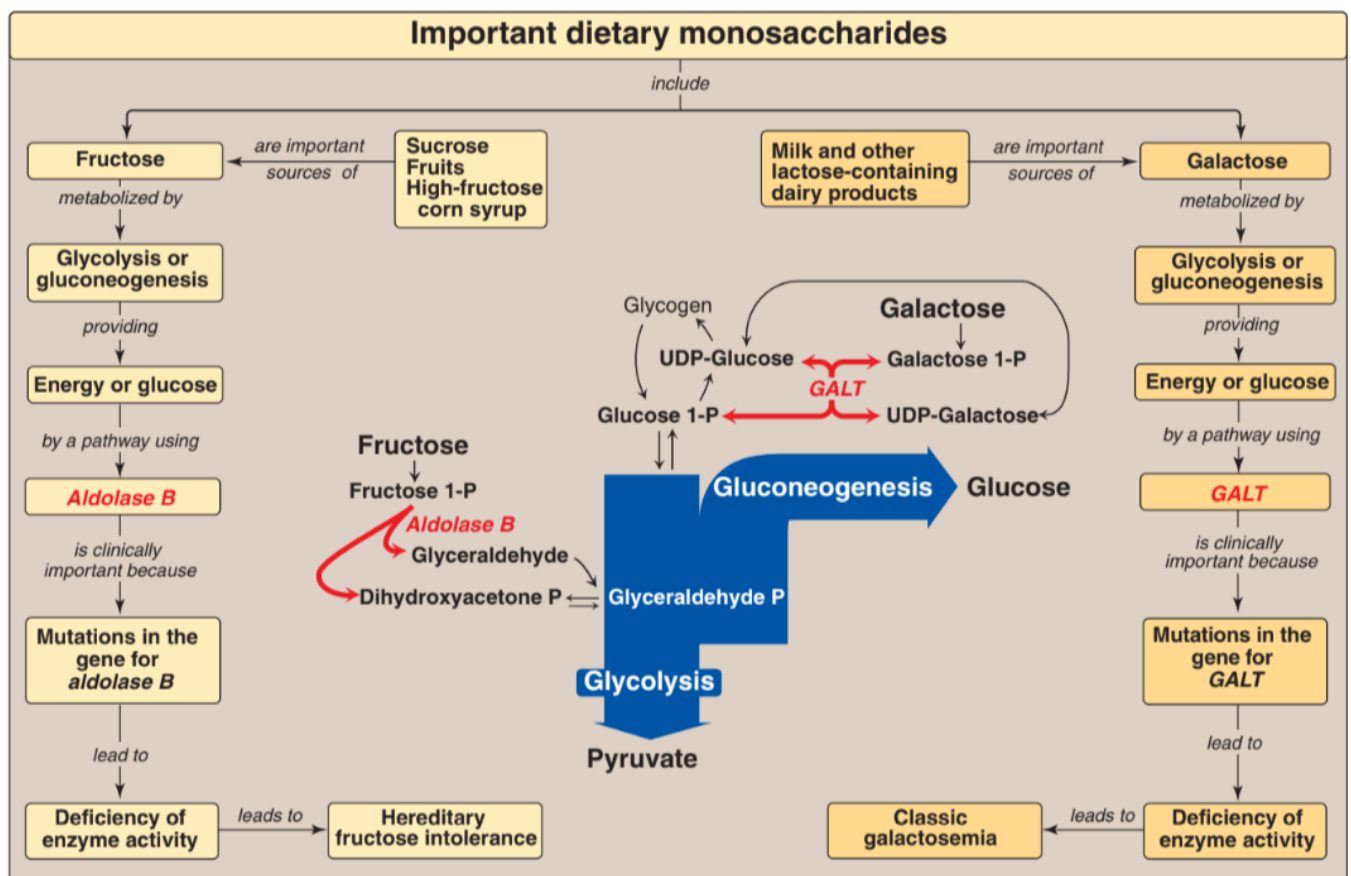 Important dietary monosaccharides
include
Fructose
are important
sources of
Sucrose
Fruits
High-fructose
corn syrup
metabolized by
Glycolysis or
gluconeogenesis
providing
Energy or glucose
by a pathway using
Aldolase B
is clinically
important because
Mutations in the
gene for
aldolase B
lead to
Deficiency of
enzyme activity
leads to
Hereditary
fructose intolerance
Milk and other
lactose-containing
dairy products
are important
sources of
Galactose
metabolized by
Glycolysis or
gluconeogenesis
providing
Energy or glucose
by a pathway using
GALT
is clinically
important because
Mutations in the
gene for
GALT
lead to
Deficiency of
enzyme activity
leads to
Classic
galactosemia
Glycogen
Galactose
UDP-Glucose
Galactose 1-P
GALT
Glucose 1-P
UDP-Galactose
Fructose
Fructose 1-P
Aldolase B
Glyceraldehyde
Dihydroxyacetone P
Glyceraldehyde P
Gluconeogenesis
Glucose
Glycolysis
Pyruvate